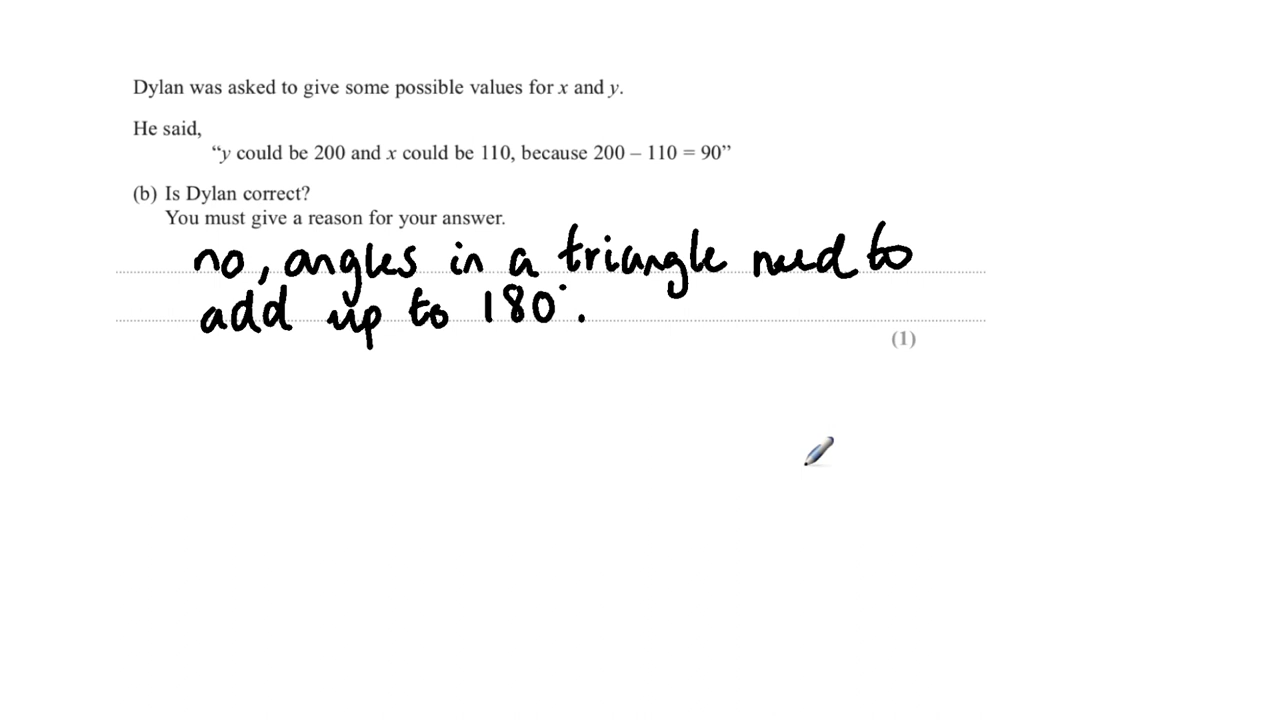 Dylan was asked to give some possible values for x and y.
He said,
“y could be 200 and x could be 110, because 200 – 110 = 90”
(b) Is Dylan correct?
You must give a reason for your answer.
no, angles in a triangle need to
add up to 180°.
(1)